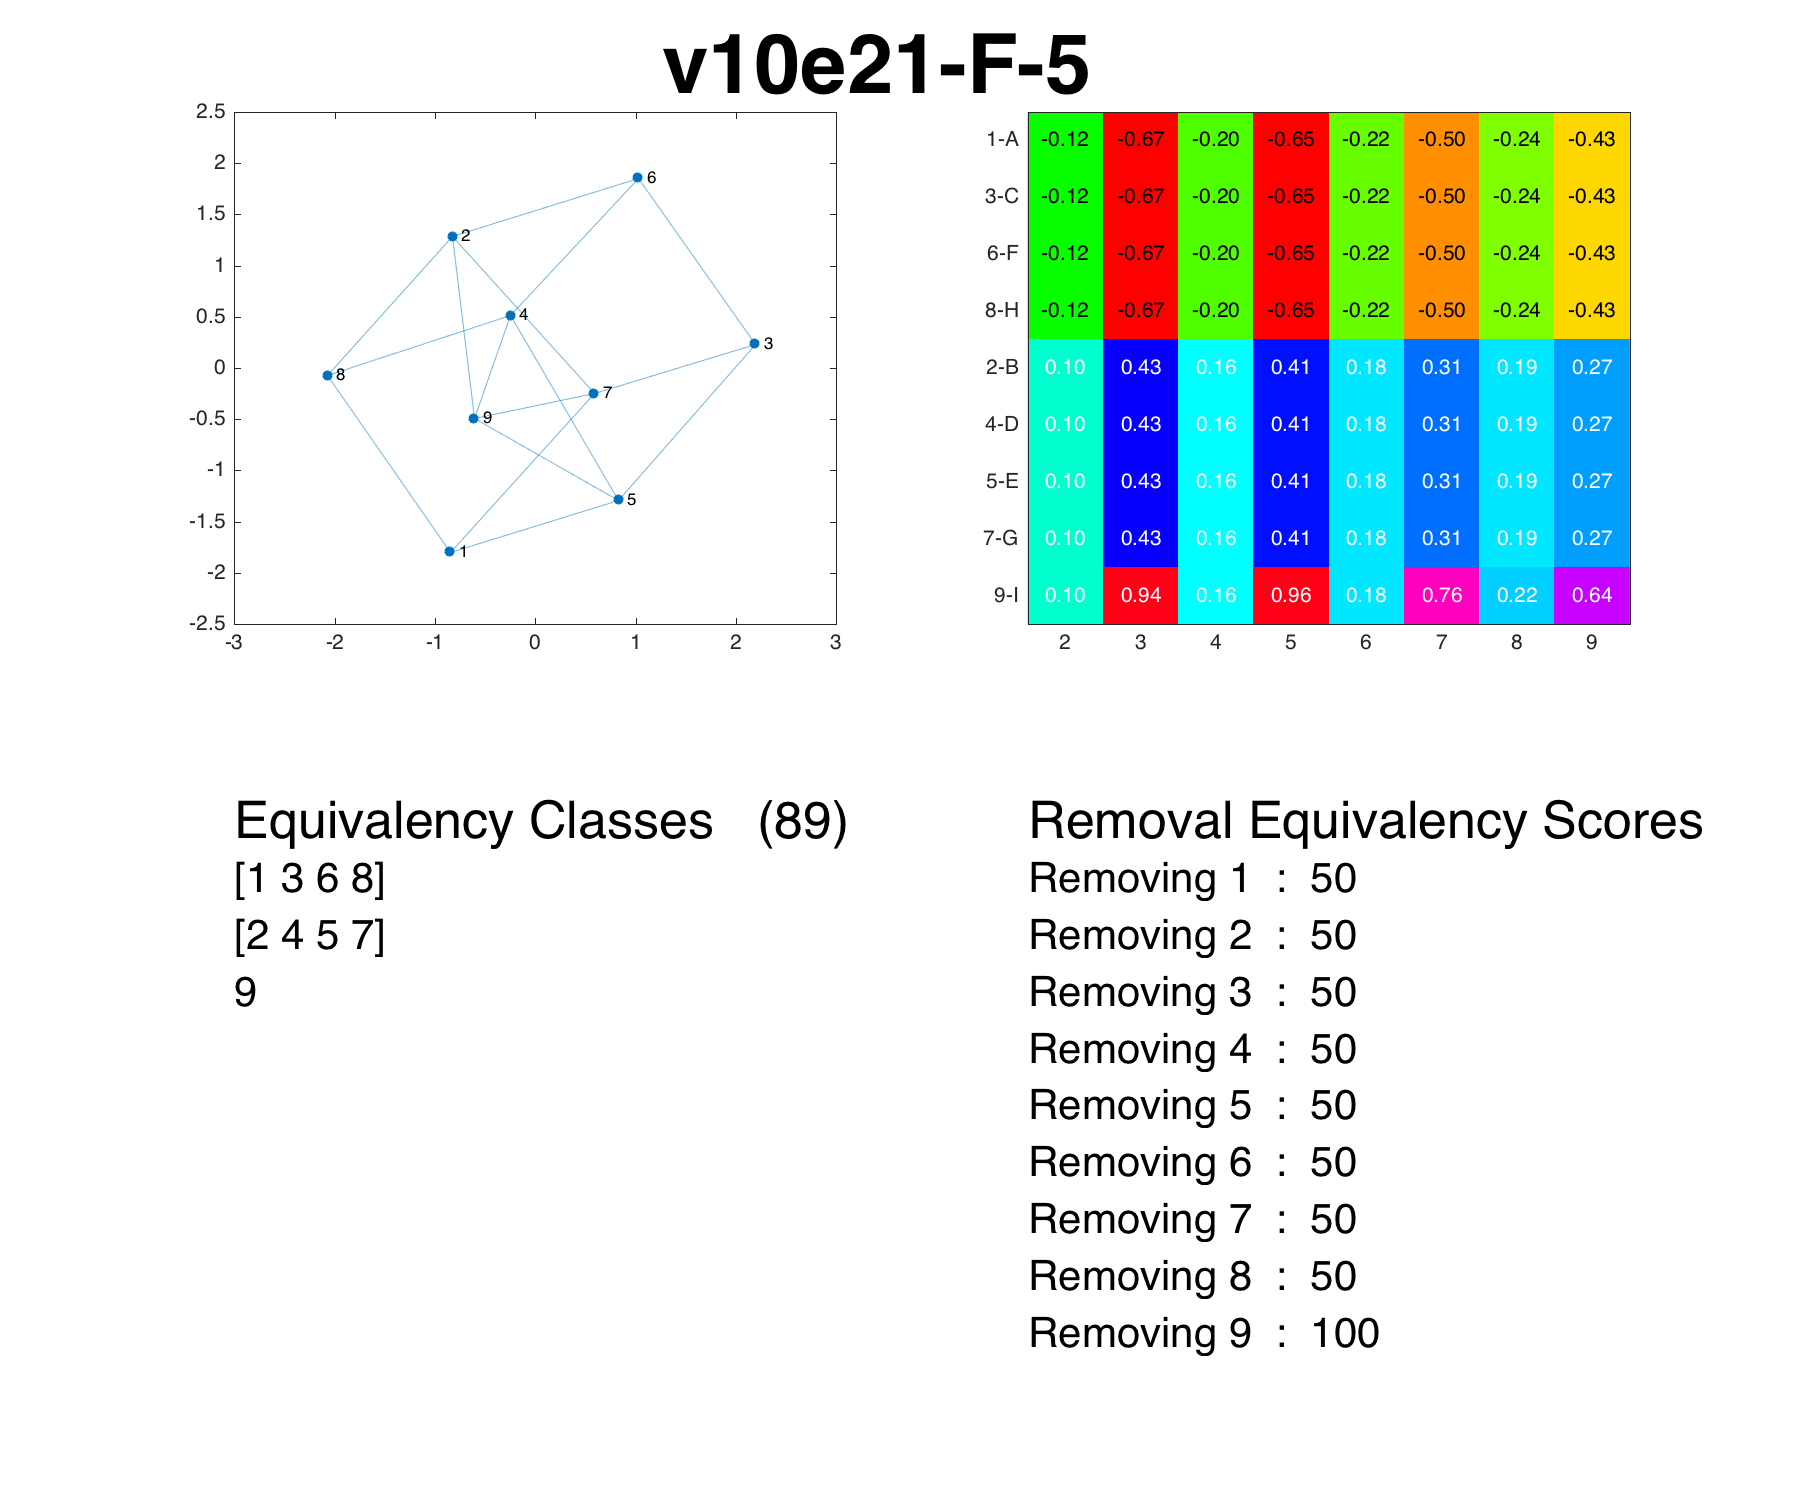 v10e21-F-5
2.5
2
1.5
1
0.5
0
-0.5
-1
-1.5
-2
-2.5
-3 -2 -1 0 1 2 3
6
2
4
3
8
7
9
5
1
1-A -0.12 -0.67 -0.20 -0.65 -0.22 -0.50 -0.24 -0.43
3-C -0.12 -0.67 -0.20 -0.65 -0.22 -0.50 -0.24 -0.43
6-F -0.12 -0.67 -0.20 -0.65 -0.22 -0.50 -0.24 -0.43
8-H -0.12 -0.67 -0.20 -0.65 -0.22 -0.50 -0.24 -0.43
2-B 0.10 0.43 0.16 0.41 0.18 0.31 0.19 0.27
4-D 0.10 0.43 0.16 0.41 0.18 0.31 0.19 0.27
5-E 0.10 0.43 0.16 0.41 0.18 0.31 0.19 0.27
7-G 0.10 0.43 0.16 0.41 0.18 0.31 0.19 0.27
9-I 0.10 0.94 0.16 0.96 0.18 0.76 0.22 0.64
2 3 4 5 6 7 8 9
Equivalency Classes (89)
[1 3 6 8]
[2 4 5 7]
9
Removal Equivalency Scores
Removing 1 : 50
Removing 2 : 50
Removing 3 : 50
Removing 4 : 50
Removing 5 : 50
Removing 6 : 50
Removing 7 : 50
Removing 8 : 50
Removing 9 : 100